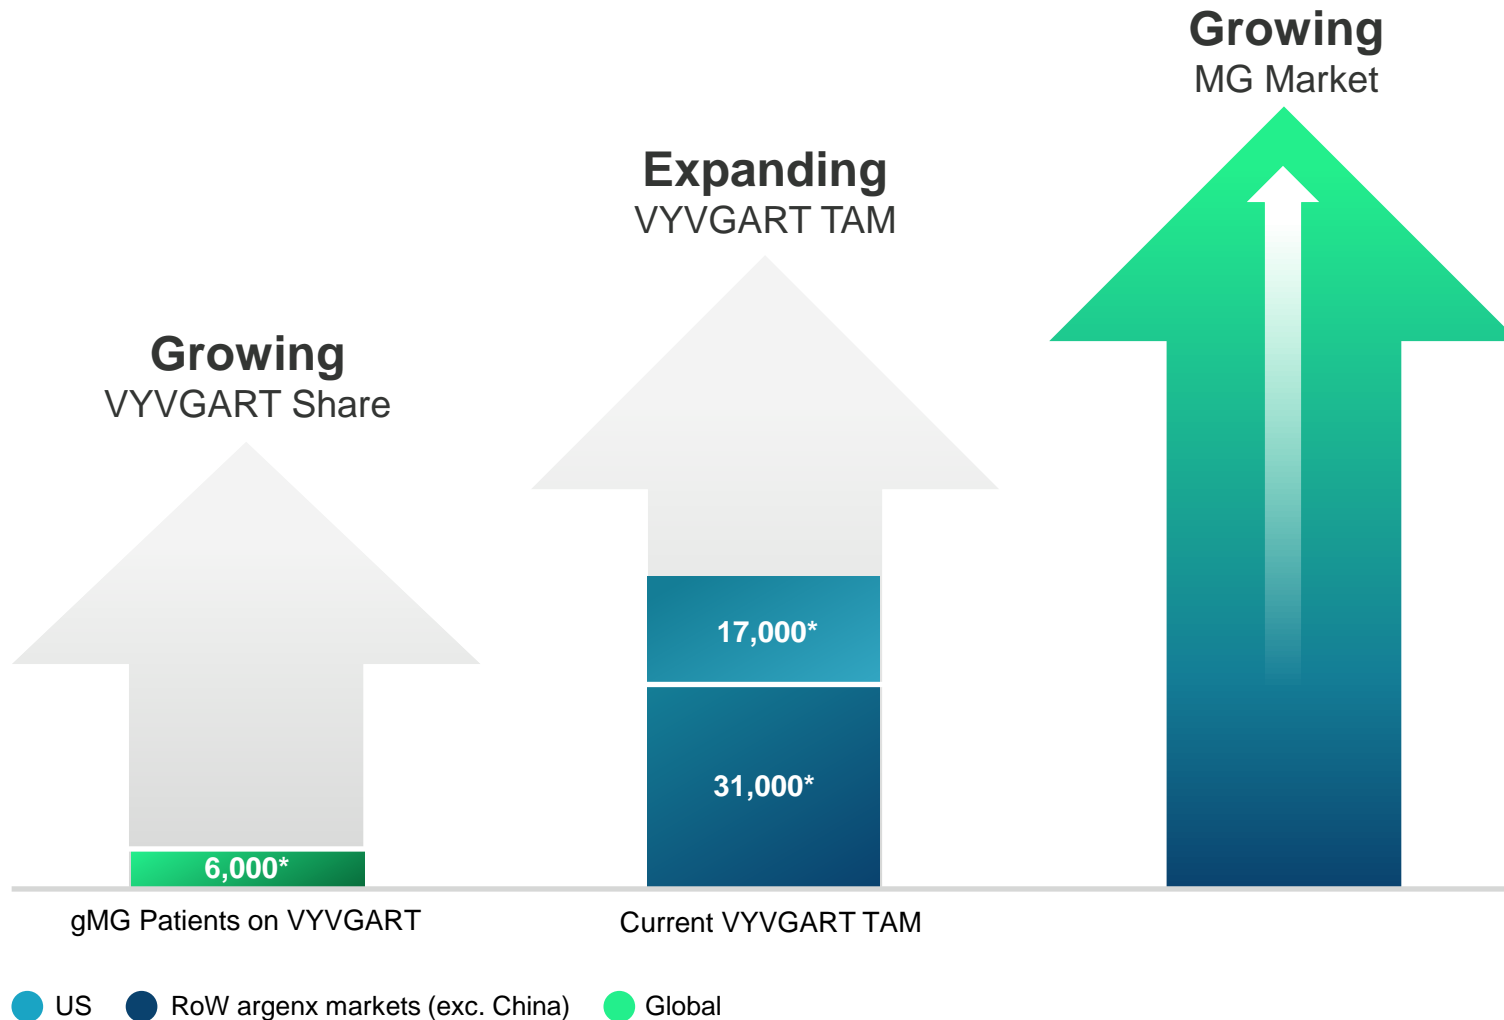 Growing
MG Market
Expanding
VYVGART TAM
Growing
VYVGART Share
17,000*
31,000*
6,000*
gMG Patients on VYVGART
Current VYVGART TAM
US
RoW argenx markets (exc. China)
Global